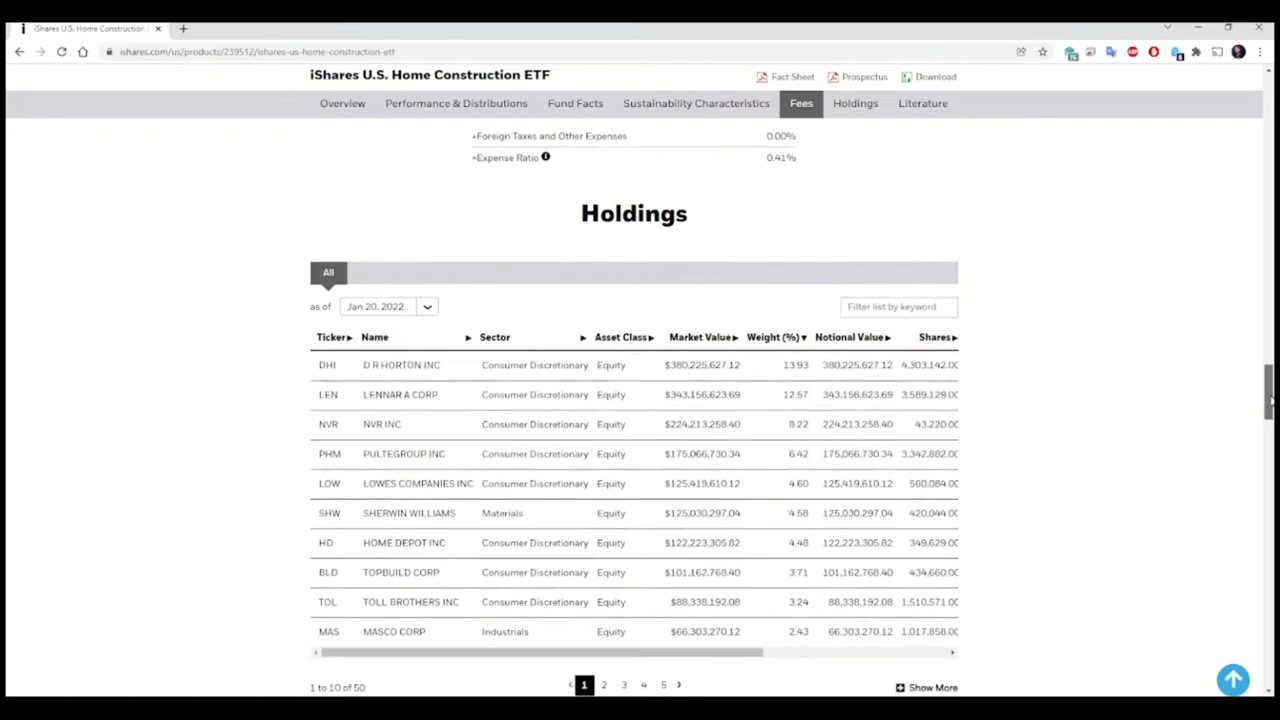 iShares U.S. Home Construction
ishares.com/us/products/239512/ishares-us-home-construction-etf
iShares U.S. Home Construction ETF
Fact Sheet Prospectus Download
Overview Performance & Distributions Fund Facts Sustainability Characteristics Fees Holdings Literature
+Foreign Taxes and Other Expenses 0.00%
+Expense Ratio 0.41%
Holdings
All
as of Jan 20, 2022 Filter list by keyword
Ticker Name Sector Asset Class Market Value Weight (%) Notional Value Shares
DHI D R HORTON INC Consumer Discretionary Equity $380,225,627.12 13.93 380,225,627.12 4,303,142.00
LEN LENNAR A CORP Consumer Discretionary Equity $343,156,623.69 12.57 343,156,623.69 3,589,129.00
NVR NVR INC Consumer Discretionary Equity $224,213,258.40 8.22 224,213,258.40 43,220.00
PHM PULTEGROUP INC Consumer Discretionary Equity $175,066,730.34 6.42 175,066,730.34 3,342,882.00
LOW LOWES COMPANIES INC Consumer Discretionary Equity $125,419,610.12 4.60 125,419,610.12 560,084.00
SHW SHERWIN WILLIAMS Materials Equity $125,030,297.04 4.58 125,030,297.04 420,044.00
HD HOME DEPOT INC Consumer Discretionary Equity $122,223,305.82 4.48 122,223,305.82 349,629.00
BLD TOPBUILD CORP Consumer Discretionary Equity $101,162,768.40 3.71 101,162,768.40 434,660.00
TOL TOLL BROTHERS INC Consumer Discretionary Equity $88,338,192.08 3.24 88,338,192.08 1,510,571.00
MAS MASCO CORP Industrials Equity $66,303,270.12 2.43 66,303,270.12 1,017,858.00
1 to 10 of 50 1 2 3 4 5 Show More